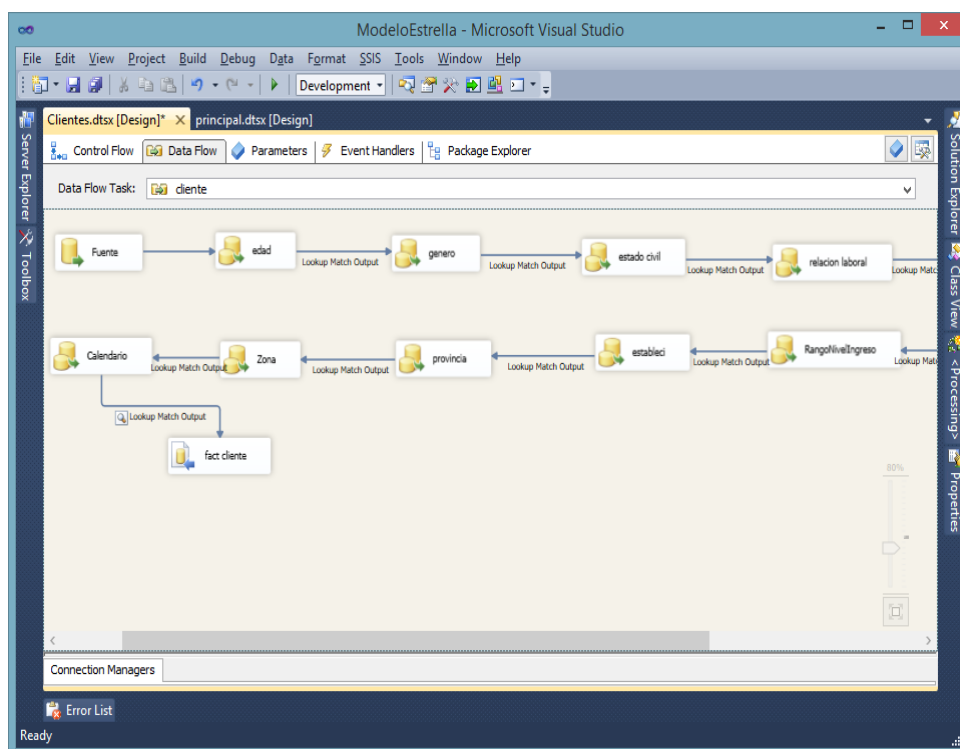 ModeloEstrella - Microsoft Visual Studio
File Edit View Project Build Debug Data Format SSIS Tools Window Help
Development
Clientes.dtsx [Design]* principal.dtsx [Design]
Control Flow Data Flow Parameters Event Handlers Package Explorer
Data Flow Task: cliente
Fuente
edad
Lookup Match Output
genero
Lookup Match Output
estado civil
Lookup Match Output
relacion laboral
Lookup Matc
Calendario
Lookup Match Output
Zona
Lookup Match Output
provincia
Lookup Match Output
estableci
Lookup Match Output
RangoNivelIngreso
Lookup Mat
Lookup Match Output
fact cliente
80%
Connection Managers
Error List
Ready
Server Explorer
Toolbox
Solution Explorer
Class View
<Processing>
Properties